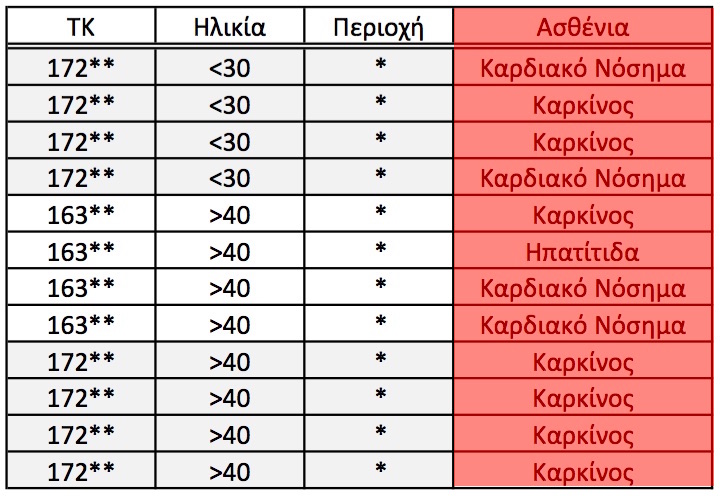 ΤΚ Ηλικία Περιοχή Ασθένια
172** <30 * Καρδιακό Νόσημα
172** <30 * Καρκίνος
172** <30 * Καρκίνος
172** <30 * Καρδιακό Νόσημα
163** >40 * Καρκίνος
163** >40 * Ηπατίτιδα
163** >40 * Καρδιακό Νόσημα
163** >40 * Καρδιακό Νόσημα
172** >40 * Καρκίνος
172** >40 * Καρκίνος
172** >40 * Καρκίνος
172** >40 * Καρκίνος